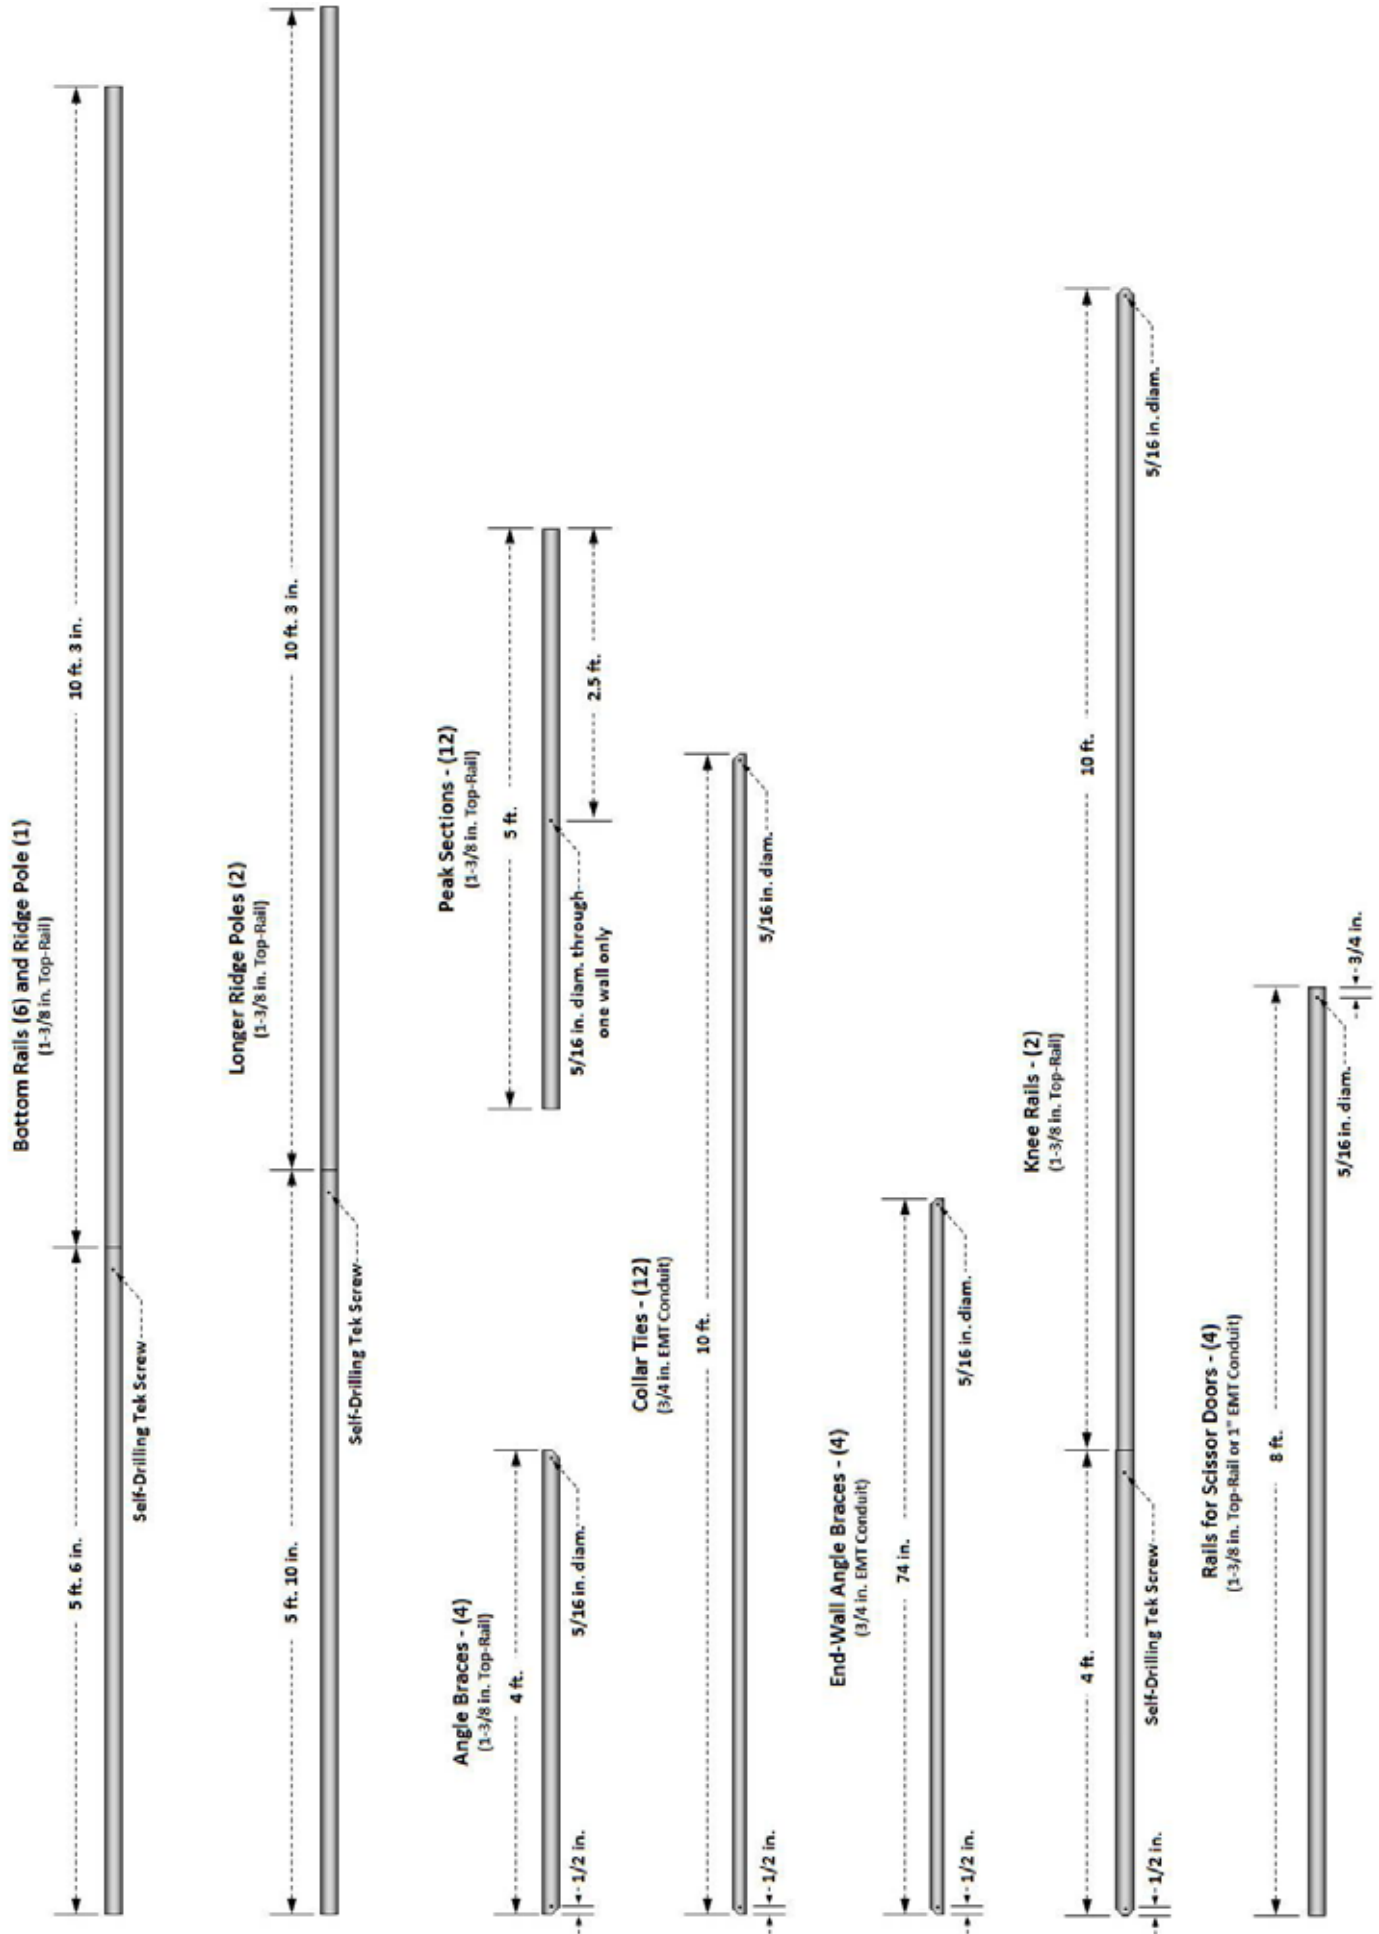 Bottom Rails (6) and Ridge Pole (1)
(1-3/8 in. Top-Rail)
5 ft. 6 in.
10 ft. 3 in.
Self-Drilling Tek Screw
Longer Ridge Poles (2)
(1-3/8 in. Top-Rail)
5 ft. 10 in.
10 ft. 3 in.
Self-Drilling Tek Screw
Angle Braces - (4)
(1-3/8 in. Top-Rail)
4 ft.
1/2 in.
5/16 in. diam.
Peak Sections - (12)
(1-3/8 in. Top-Rail)
5 ft.
5/16 in. diam. through
one wall only
2.5 ft.
Collar Ties - (12)
(3/4 in. EMT Conduit)
10 ft.
1/2 in.
5/16 in. diam.
End-Wall Angle Braces - (4)
(3/4 in. EMT Conduit)
74 in.
1/2 in.
5/16 in. diam.
Knee Rails - (2)
(1-3/8 in. Top-Rail)
4 ft.
10 ft.
1/2 in.
Self-Drilling Tek Screw
5/16 in. diam.
Rails for Scissor Doors - (4)
(1-3/8 in. Top-Rail or 1" EMT Conduit)
8 ft.
5/16 in. diam.
3/4 in.